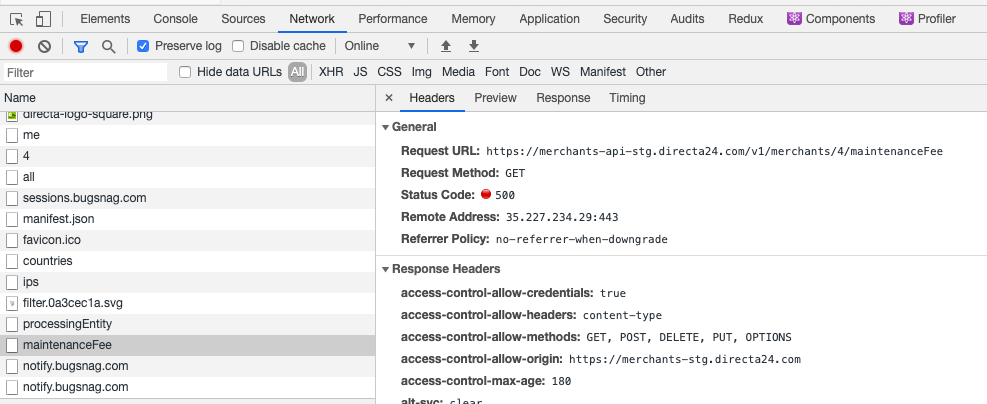 Elements Console Sources Network Performance Memory Application Security Audits Redux Components Profiler
Preserve log Disable cache Online
Filter Hide data URLs All XHR JS CSS Img Media Font Doc WS Manifest Other
Name
directa-logo-square.png
me
4
all
sessions.bugsnag.com
manifest.json
favicon.ico
countries
ips
filter.0a3cec1a.svg
processingEntity
maintenanceFee
notify.bugsnag.com
notify.bugsnag.com
× Headers Preview Response Timing
General
Request URL: https://merchants-api-stg.directa24.com/v1/merchants/4/maintenanceFee
Request Method: GET
Status Code: 500
Remote Address: 35.227.234.29:443
Referrer Policy: no-referrer-when-downgrade
Response Headers
access-control-allow-credentials: true
access-control-allow-headers: content-type
access-control-allow-methods: GET, POST, DELETE, PUT, OPTIONS
access-control-allow-origin: https://merchants-stg.directa24.com
access-control-max-age: 180
alt-svc: clear